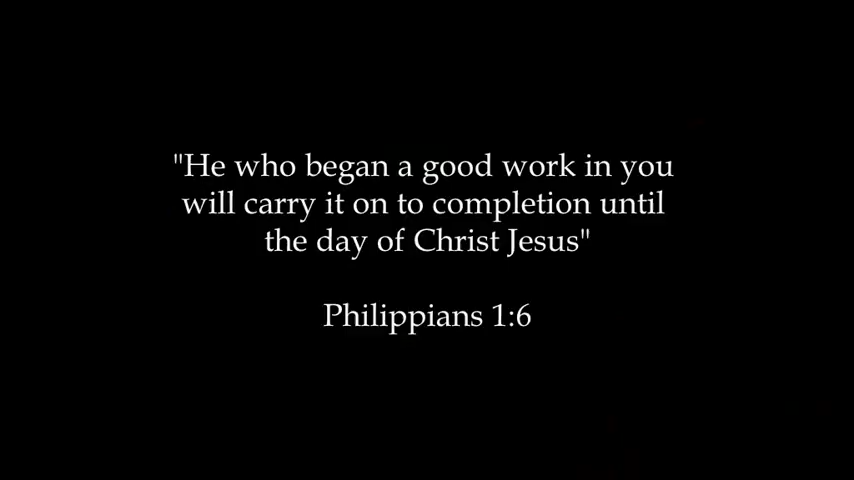 "He who began a good work in you
will carry it on to completion until
the day of Christ Jesus"
Philippians 1:6